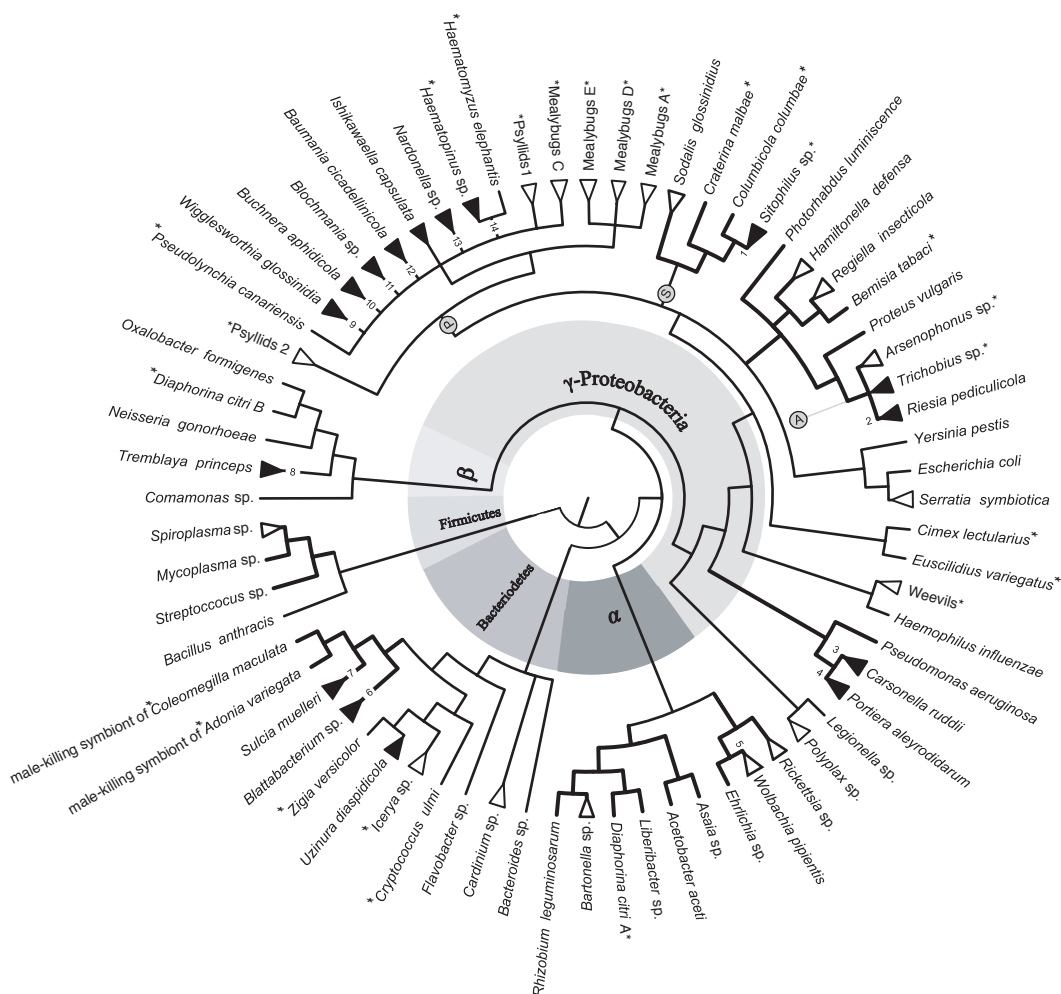 *Haematomyzus elephantis
*Haematopinus sp.
Nardonella sp.
Ishikawaella capsulata
Baumania cicadellinicola
Blochmania sp.
Buchnera aphidicola
Wigglesworthia glossinidia
*Pseudolynchia canariensis
*Psyllids 2
Oxalobacter formigenes
*Diaphorina citri B
Neisseria gonorhoeae
Tremblaya princeps
Comamonas sp.
Spiroplasma sp.
Mycoplasma sp.
Streptoccocus sp.
Bacillus anthracis
male-killing symbiont of *Coleomegilla maculata
male-killing symbiont of *Adonia variegata
Sulcia muelleri
Blattabacterium sp.
*Zigia versicolor
Uzinura diaspidicola
*Icerya sp.
*Cryptococcus ulmi
Flavobacter sp.
Cardinium sp.
Bacteroides sp.
Rhizobium leguminosarum
Bartonella sp.
Diaphorina citri A*
Liberibacter sp.
Acetobacter aceti
Asaia sp.
Ehrlichia sp.
Wolbachia pipientis
Rickettsia sp.
Polyplax sp.
Legionella sp.
Portiera aleyrodidarum
Carsonella ruddii
Pseudomonas aeruginosa
Haemophilus influenzae
Weevils*
Euscilidius variegatus*
Cimex lectularius*
Serratia symbiotica
Escherichia coli
Yersinia pestis
Riesia pediculicola
Trichobius sp.*
Arsenophonus sp.*
Proteus vulgaris
Bemisia tabaci*
Regiella insecticola
Hamiltonella defensa
Photorhabdus luminiscence
Sitophilus sp.*
Columbicola columbae *
Craterina malbae *
Sodalis glossinidius
Mealybugs A*
Mealybugs D*
Mealybugs E*
*Mealybugs C
*Psyllids1
γ-Proteobacteria
β
Firmicutes
Bacteriodetes
α
P
S
A
1
2
3
4
5
6
7
8
9
10
11
12
13
14